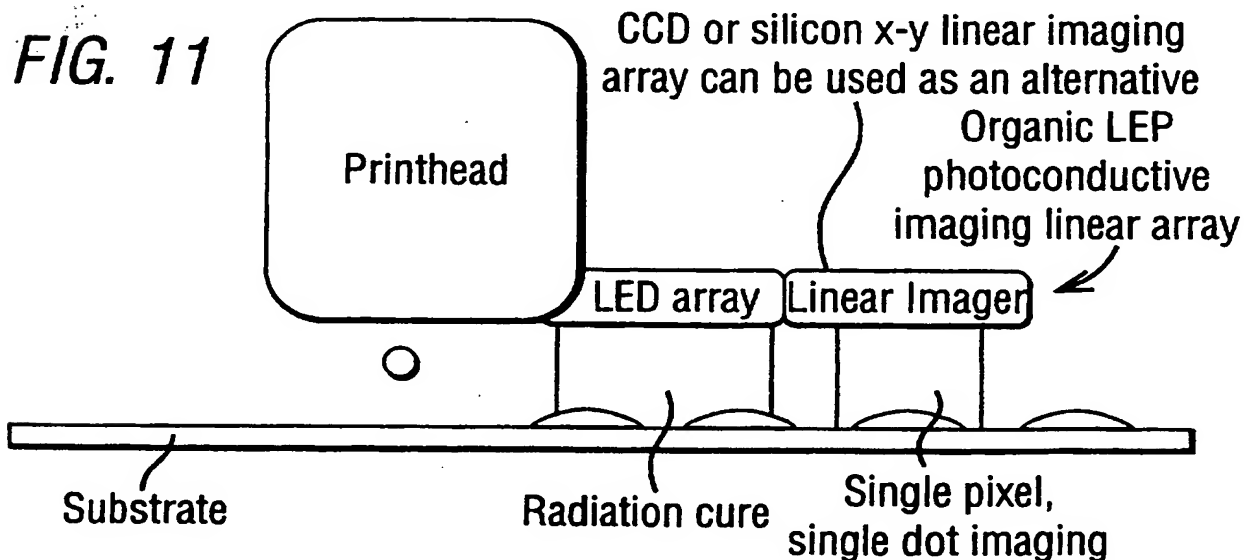 FIG. 11
CCD or silicon x-y linear imaging
array can be used as an alternative
Organic LEP
photoconductive
imaging linear array
Printhead
LED array
Linear Imager
Substrate
Radiation cure
Single pixel,
single dot imaging